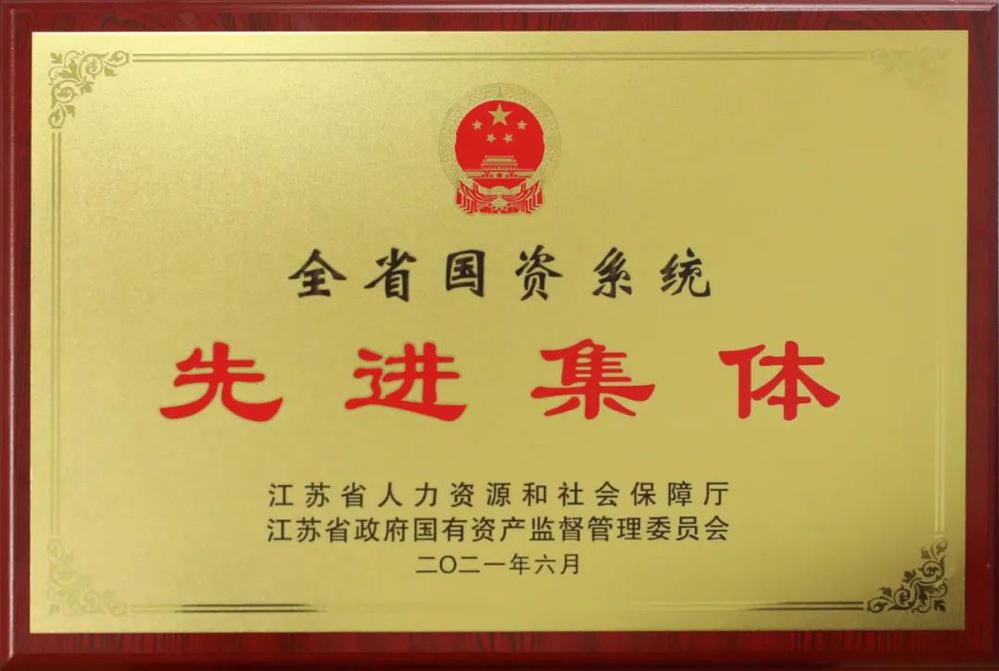 全省国资系统
先进集体
江苏省人力资源和社会保障厅
江苏省政府国有资产监督管理委员会
二〇二一年六月